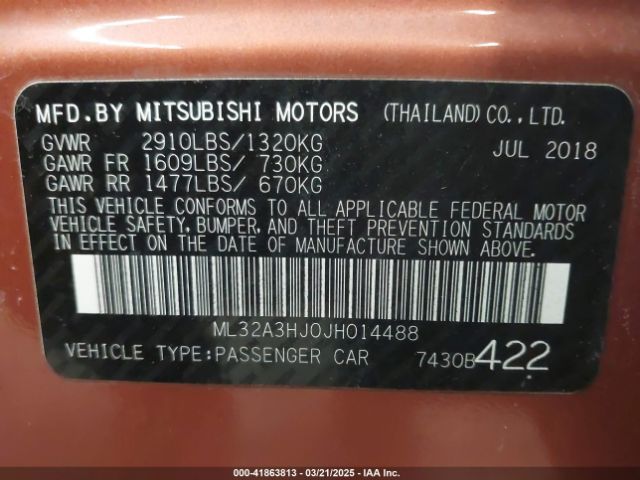 MFD.BY MITSUBISHI MOTORS (THAILAND) CO.,LTD.
GVWR 2910LBS/1320KG JUL 2018
GAWR FR 1609LBS/ 730KG
GAWR RR 1477LBS/ 670KG
THIS VEHICLE CONFORMS TO ALL APPLICABLE FEDERAL MOTOR
VEHICLE SAFETY, BUMPER, AND THEFT PREVENTION STANDARDS
IN EFFECT ON THE DATE OF MANUFACTURE SHOWN ABOVE.
ML32A3HJ0JH014488
VEHICLE TYPE:PASSENGER CAR 7430B422
000-41863813 - 03/21/2025 - IAA Inc.